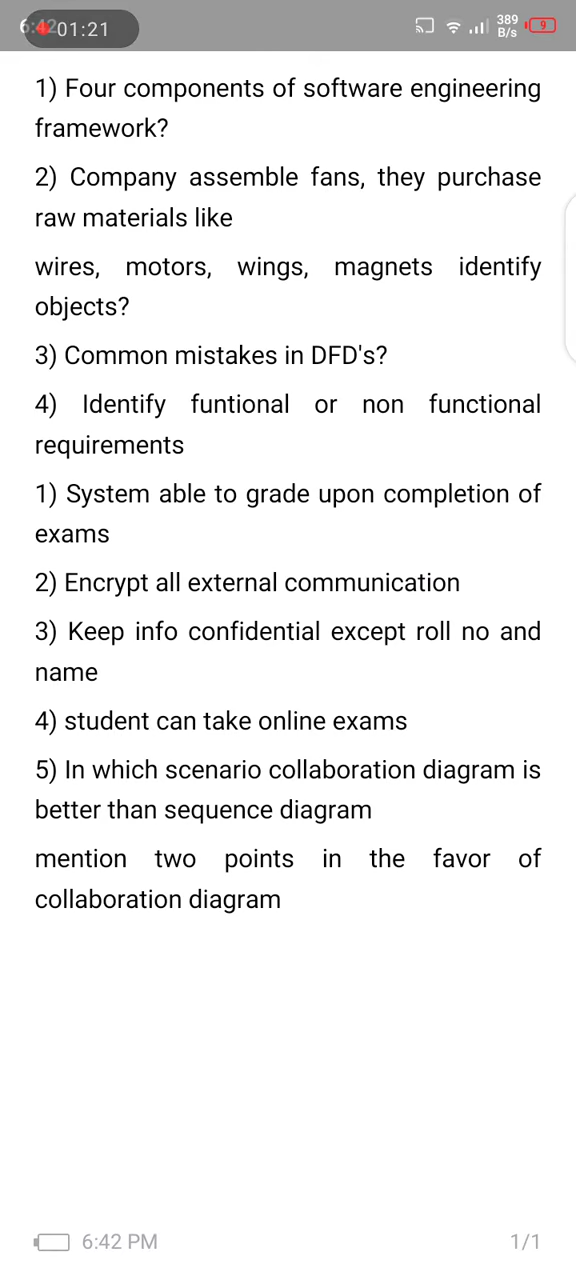 6:42 01:21 389 B/s 9
1) Four components of software engineering
framework?
2) Company assemble fans, they purchase
raw materials like
wires, motors, wings, magnets identify
objects?
3) Common mistakes in DFD's?
4) Identify funtional or non functional
requirements
1) System able to grade upon completion of
exams
2) Encrypt all external communication
3) Keep info confidential except roll no and
name
4) student can take online exams
5) In which scenario collaboration diagram is
better than sequence diagram
mention two points in the favor of
collaboration diagram
6:42 PM 1/1